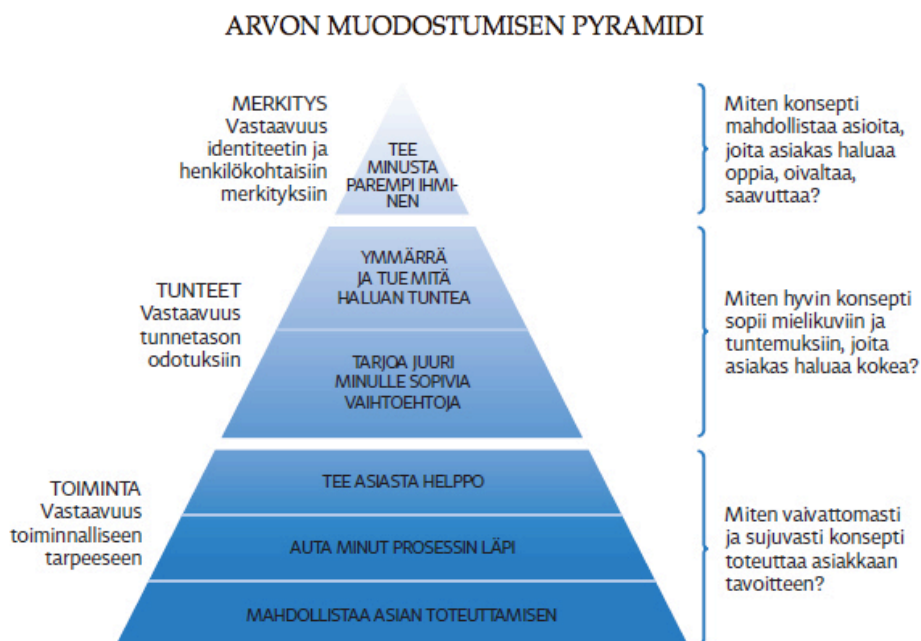 ARVON MUODOSTUMISEN PYRAMIDI
MERKITYS
Vastaavuus
identiteetin ja
henkilökohtaisiin
merkityksiin
TEE
MINUSTA
PAREMPI IHMI-
NEN
Miten konsepti
mahdollistaa asioita,
joita asiakas haluaa
oppia, oivaltaa,
saavuttaa?
TUNTEET
Vastaavuus
tunnetason
odotuksiin
YMMÄRRÄ
JA TUE MITÄ
HALUAN TUNTEA
TARJOA JUURI
MINULLE SOPIVIA
VAIHTOEHTOJA
Miten hyvin konsepti
sopii mielikuviin ja
tuntemuksiin, joita
asiakas haluaa kokea?
TOIMINTA
Vastaavuus
toiminnalliseen
tarpeeseen
TEE ASIASTA HELPPO
AUTA MINUT PROSESSIN LÄPI
MAHDOLLISTAA ASIAN TOTEUTTAMISEN
Miten vaivattomasti
ja sujuvasti konsepti
toteuttaa asiakkaan
tavoitteen?